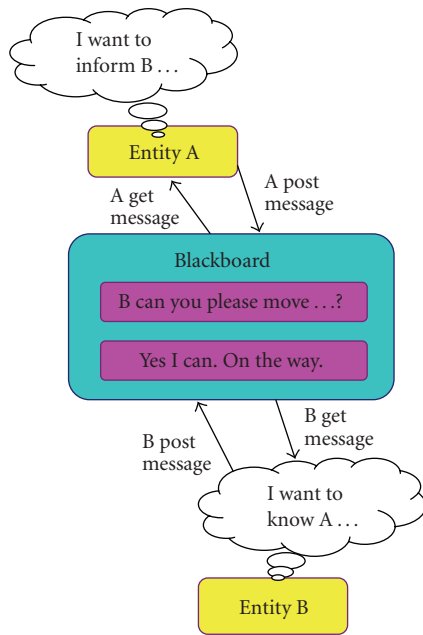 I want to
inform B . . .
Entity A
A get
message
A post
message
Blackboard
B can you please move . . .?
Yes I can. On the way.
B post
message
B get
message
I want to
know A . . .
Entity B